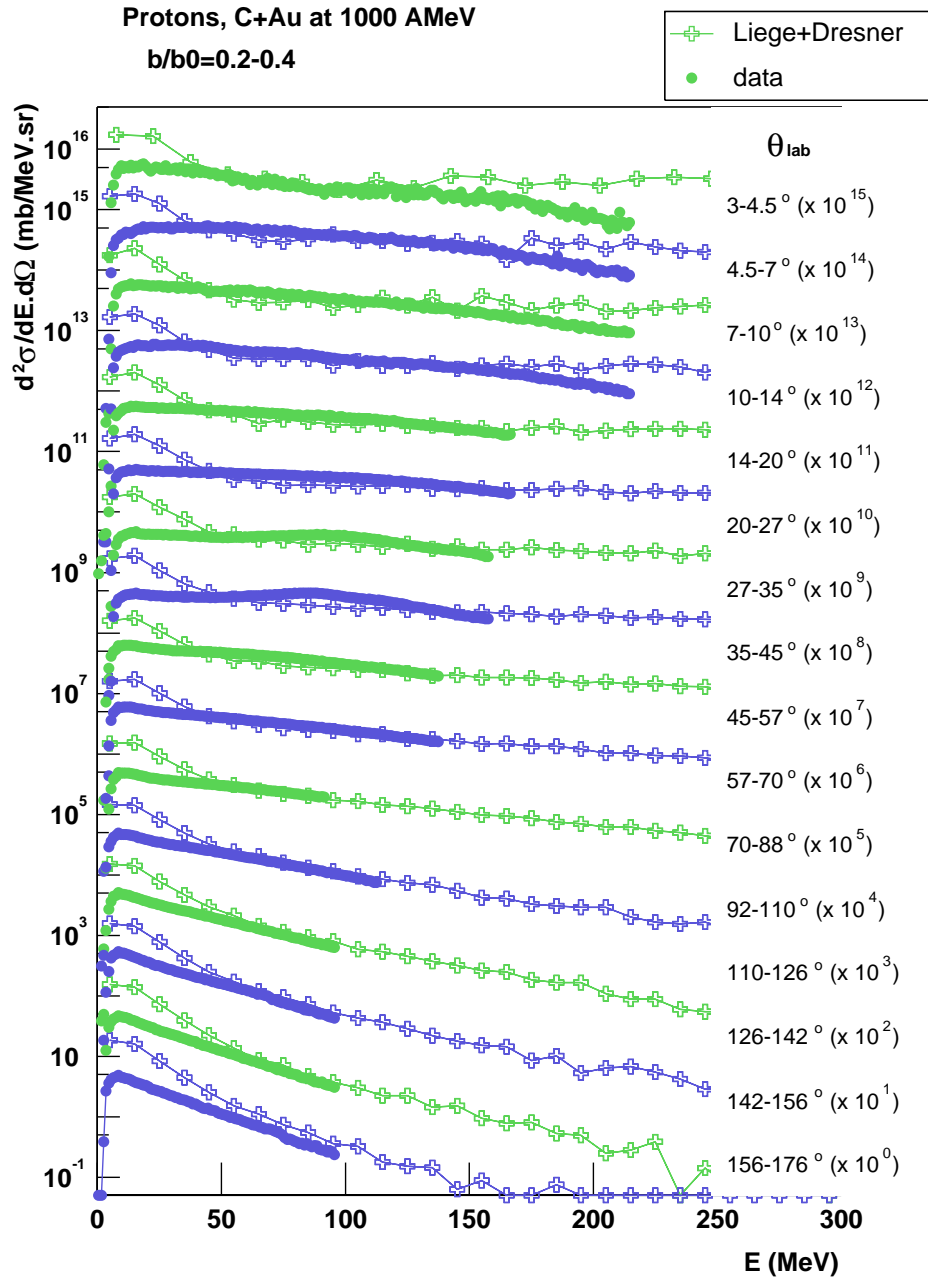 Protons, C+Au at 1000 AMeV
b/b0=0.2-0.4
Liege+Dresner
data
d²σ/dE.dΩ (mb/MeV.sr)
θlab
10¹⁶
10¹⁵
10¹³
10¹¹
10⁹
10⁷
10⁵
10³
10
10⁻¹
3-4.5° (x 10¹⁵)
4.5-7° (x 10¹⁴)
7-10° (x 10¹³)
10-14° (x 10¹²)
14-20° (x 10¹¹)
20-27° (x 10¹⁰)
27-35° (x 10⁹)
35-45° (x 10⁸)
45-57° (x 10⁷)
57-70° (x 10⁶)
70-88° (x 10⁵)
92-110° (x 10⁴)
110-126° (x 10³)
126-142° (x 10²)
142-156° (x 10¹)
156-176° (x 10⁰)
0 50 100 150 200 250 300
E (MeV)